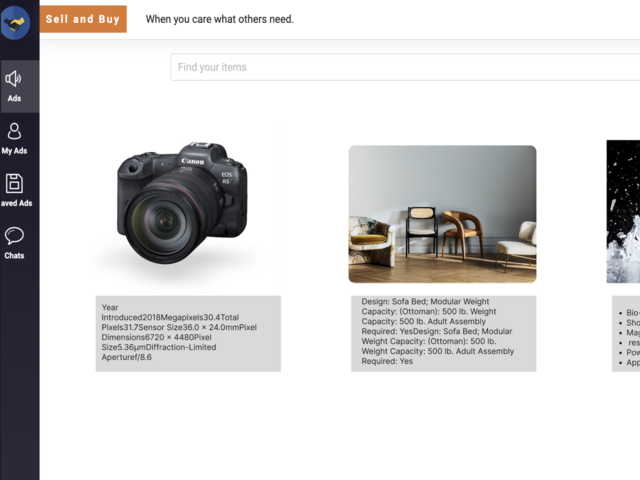 Sell and Buy
When you care what others need.
Find your items
Ads
My Ads
aved Ads
Chats
Canon
EOS
R5
Year
Introduced2018Megapixels30.4Total
Pixels31.7Sensor Size36.0 × 24.0mmPixel
Dimensions6720 × 4480Pixel
Size5.36µmDiffraction-Limited
Aperturef/8.6
Design: Sofa Bed; Modular Weight
Capacity: (Ottoman): 500 lb. Weight
Capacity: 500 lb. Adult Assembly
Required: YesDesign: Sofa Bed; Modular
Weight Capacity: (Ottoman): 500 lb.
Weight Capacity: 500 lb. Adult Assembly
Required: Yes
• Bio-
• Sho
• Mag
• res
• Pow
• App